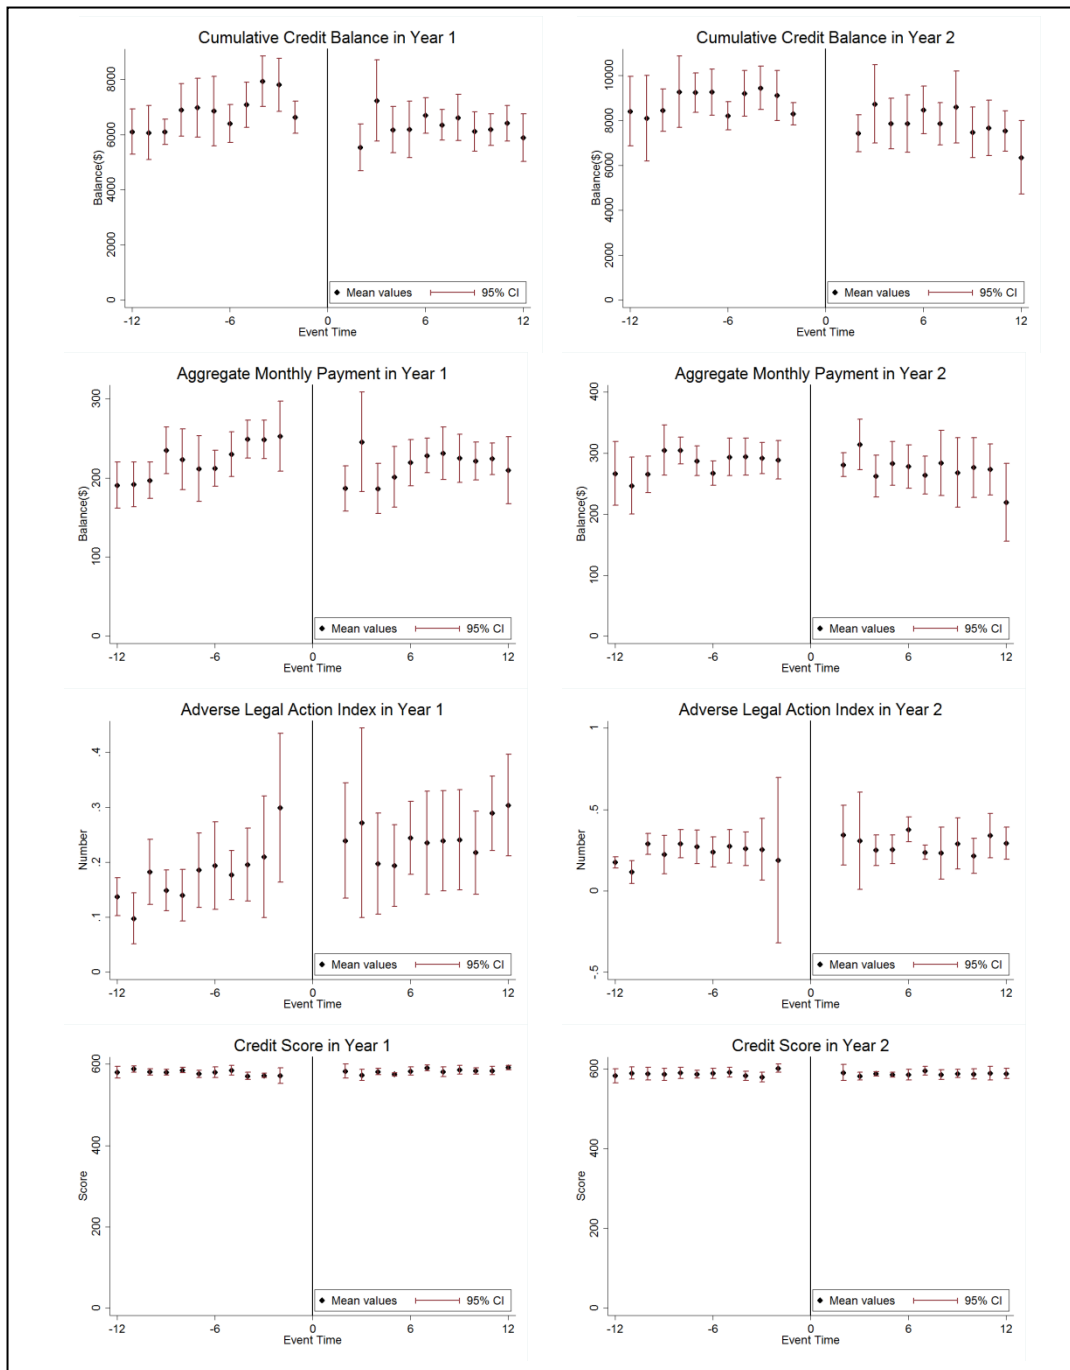 Cumulative Credit Balance in Year 1
8000
6000
4000
2000
0
Balance($)
Mean values 95% CI
-12 -6 0 6 12
Event Time
Cumulative Credit Balance in Year 2
10000
8000
6000
4000
2000
0
Balance($)
Mean values 95% CI
-12 -6 0 6 12
Event Time
Aggregate Monthly Payment in Year 1
300
200
100
0
Balance($)
Mean values 95% CI
-12 -6 0 6 12
Event Time
Aggregate Monthly Payment in Year 2
400
300
200
100
0
Balance($)
Mean values 95% CI
-12 -6 0 6 12
Event Time
Adverse Legal Action Index in Year 1
.4
.3
.2
.1
0
Number
Mean values 95% CI
-12 -6 0 6 12
Event Time
Adverse Legal Action Index in Year 2
1
.5
0
-.5
Number
Mean values 95% CI
-12 -6 0 6 12
Event Time
Credit Score in Year 1
600
400
200
0
Score
Mean values 95% CI
-12 -6 0 6 12
Event Time
Credit Score in Year 2
600
400
200
0
Score
Mean values 95% CI
-12 -6 0 6 12
Event Time